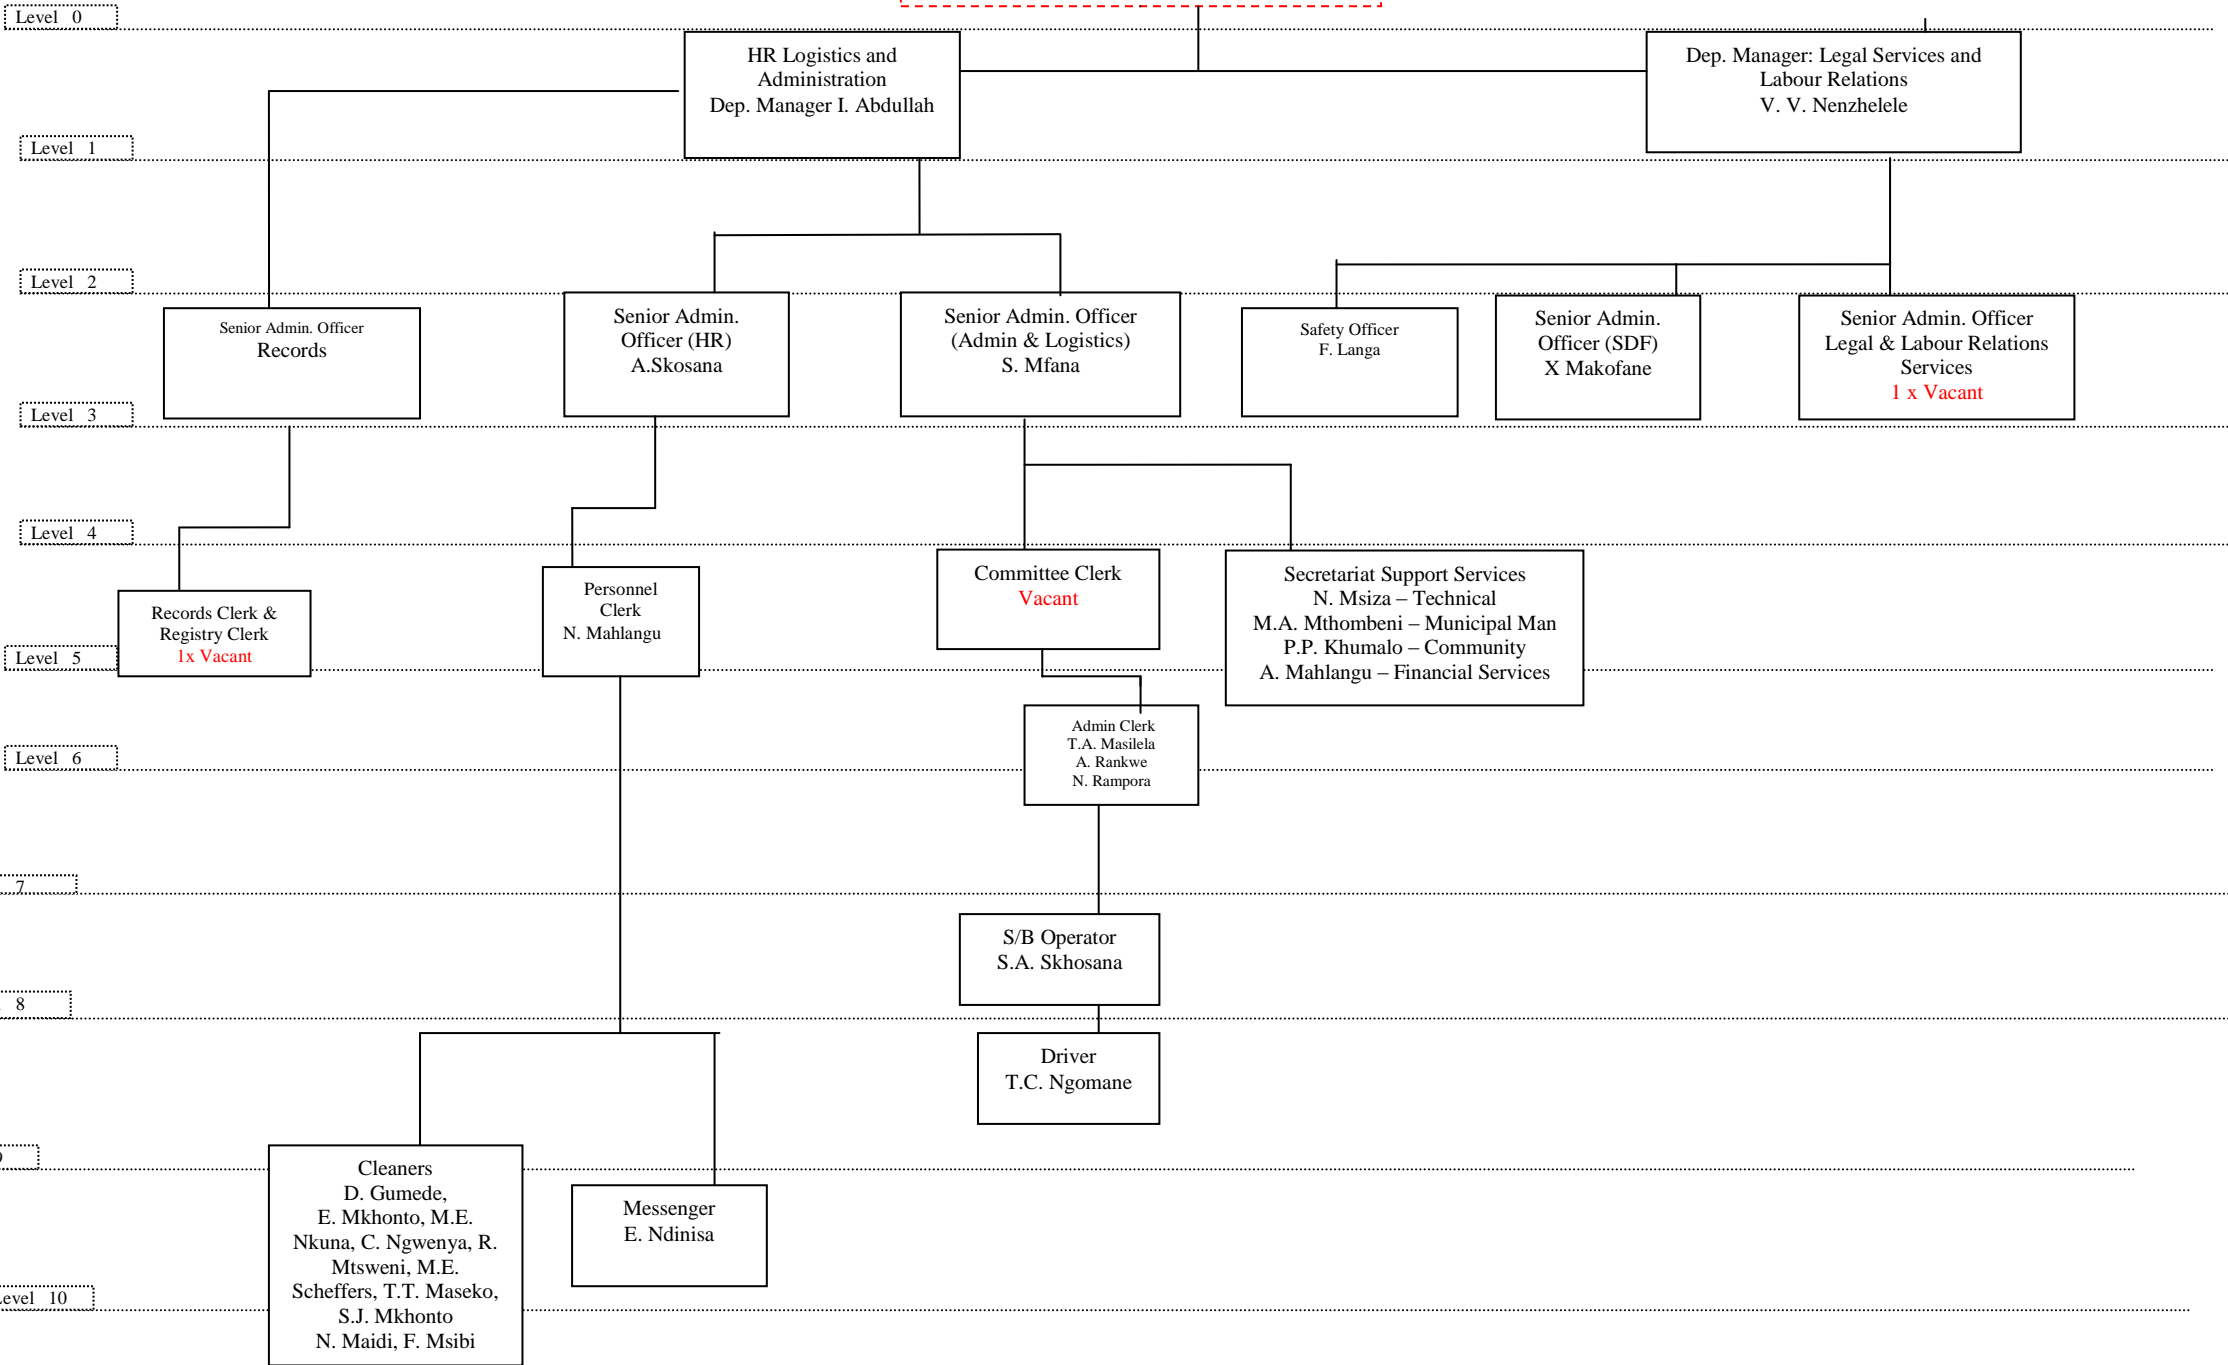 Level 0
HR Logistics and
Administration
Dep. Manager I. Abdullah
Dep. Manager: Legal Services and
Labour Relations
V. V. Nenzhelele
Level 1
Level 2
Senior Admin. Officer
Records
Senior Admin.
Officer (HR)
A.Skosana
Senior Admin. Officer
(Admin & Logistics)
S. Mfana
Safety Officer
F. Langa
Senior Admin.
Officer (SDF)
X Makofane
Senior Admin. Officer
Legal & Labour Relations
Services
1 x Vacant
Level 3
Level 4
Records Clerk &
Registry Clerk
1x Vacant
Personnel
Clerk
N. Mahlangu
Committee Clerk
Vacant
Secretariat Support Services
N. Msiza – Technical
M.A. Mthombeni – Municipal Man
P.P. Khumalo – Community
A. Mahlangu – Financial Services
Level 5
Admin Clerk
T.A. Masilela
A. Rankwe
N. Rampora
Level 6
7
S/B Operator
S.A. Skhosana
8
Driver
T.C. Ngomane
9
Cleaners
D. Gumede,
E. Mkhonto, M.E.
Nkuna, C. Ngwenya, R.
Mtsweni, M.E.
Scheffers, T.T. Maseko,
S.J. Mkhonto
N. Maidi, F. Msibi
Messenger
E. Ndinisa
Level 10